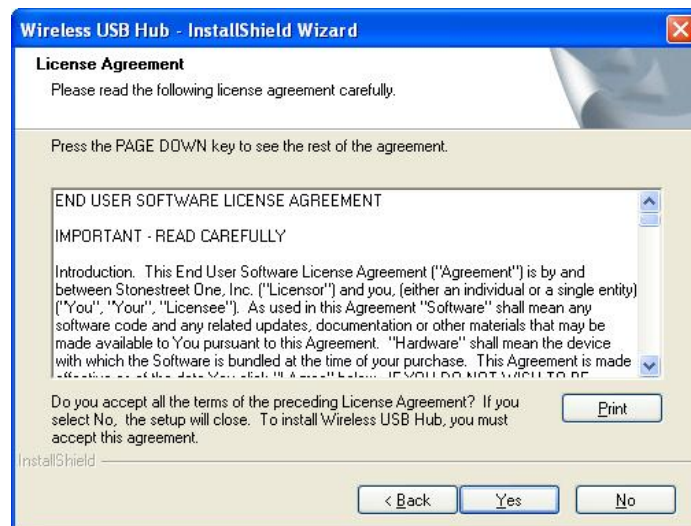 Wireless USB Hub - InstallShield Wizard
License Agreement
Please read the following license agreement carefully.
Press the PAGE DOWN key to see the rest of the agreement.
END USER SOFTWARE LICENSE AGREEMENT
IMPORTANT - READ CAREFULLY
Introduction. This End User Software License Agreement ("Agreement") is by and
between Stonestreet One, Inc. ("Licensor") and you, (either an individual or a single entity)
("You", "Your", "Licensee"). As used in this Agreement "Software" shall mean any
software code and any related updates, documentation or other materials that may be
made available to You pursuant to this Agreement. "Hardware" shall mean the device
with which the Software is bundled at the time of your purchase. This Agreement is made
Do you accept all the terms of the preceding License Agreement? If you
select No, the setup will close. To install Wireless USB Hub, you must
accept this agreement.
Print
InstallShield
< Back
Yes
No